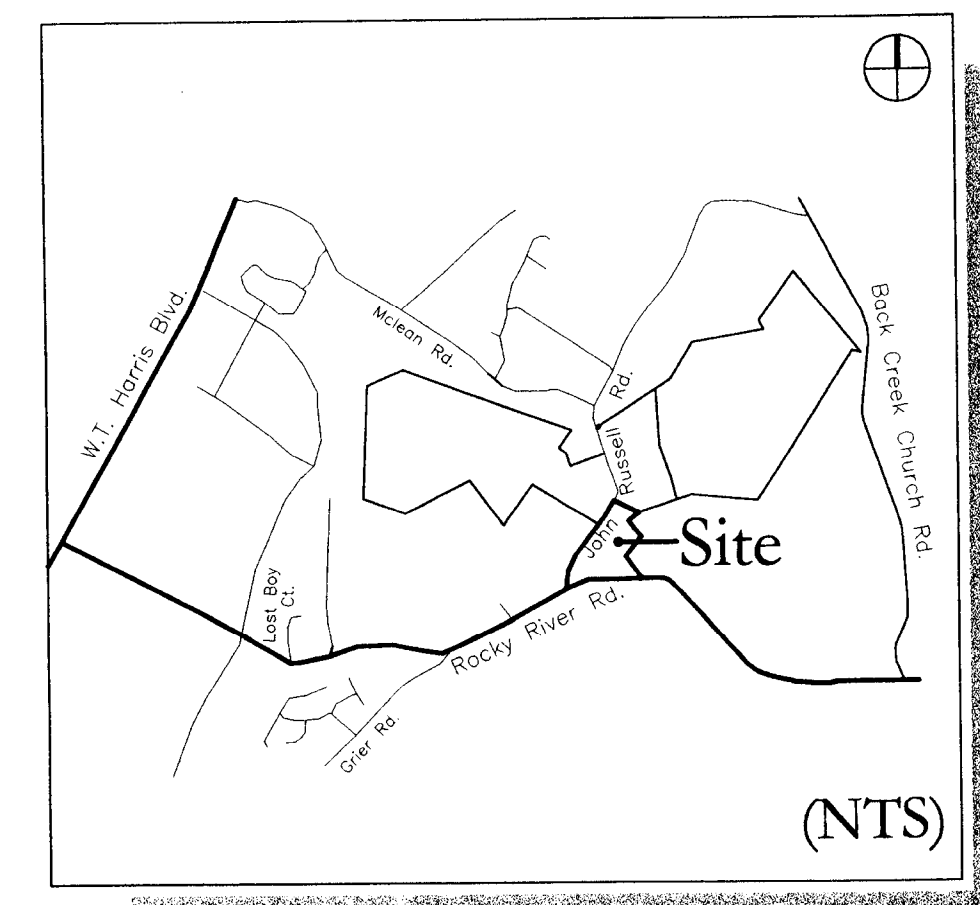 W.T. Harris Blvd.
Mclean Rd.
Back Creek Church Rd.
John Russell Rd.
Site
Lost Boy
Ct.
Rocky River Rd.
Grier Rd.
(NTS)